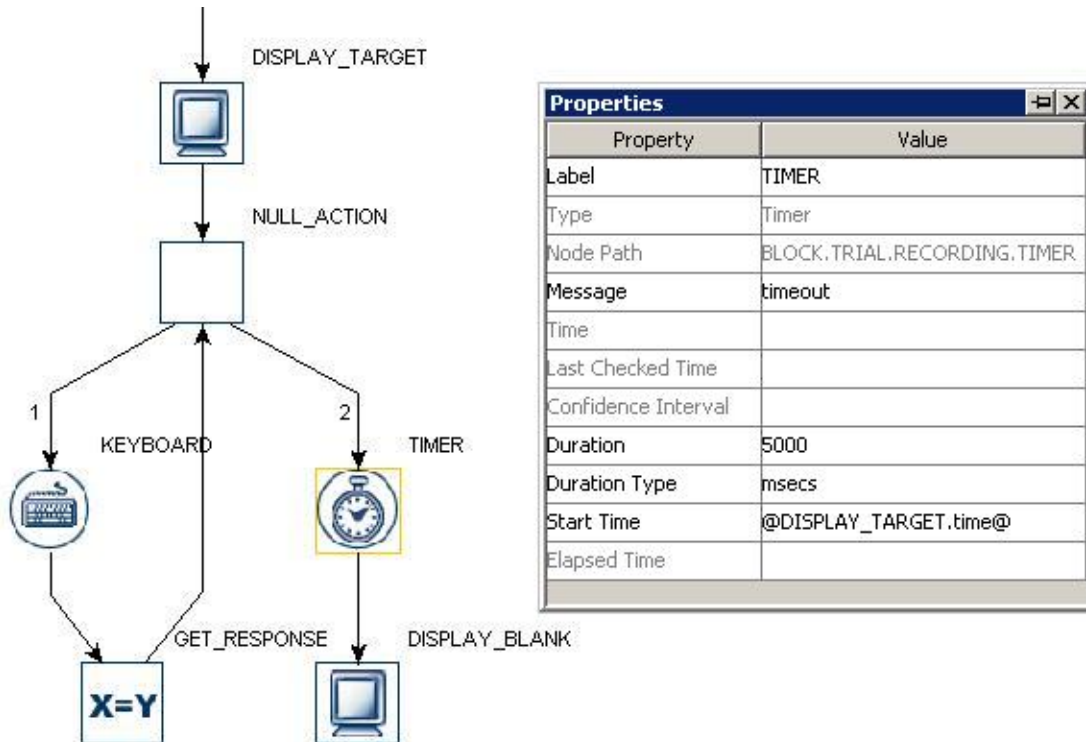 DISPLAY_TARGET
NULL_ACTION
1
2
KEYBOARD
TIMER
GET_RESPONSE
DISPLAY_BLANK
X=Y
Properties
Property Value
Label TIMER
Type Timer
Node Path BLOCK.TRIAL.RECORDING.TIMER
Message timeout
Time
Last Checked Time
Confidence Interval
Duration 5000
Duration Type msecs
Start Time @DISPLAY_TARGET.time@
Elapsed Time